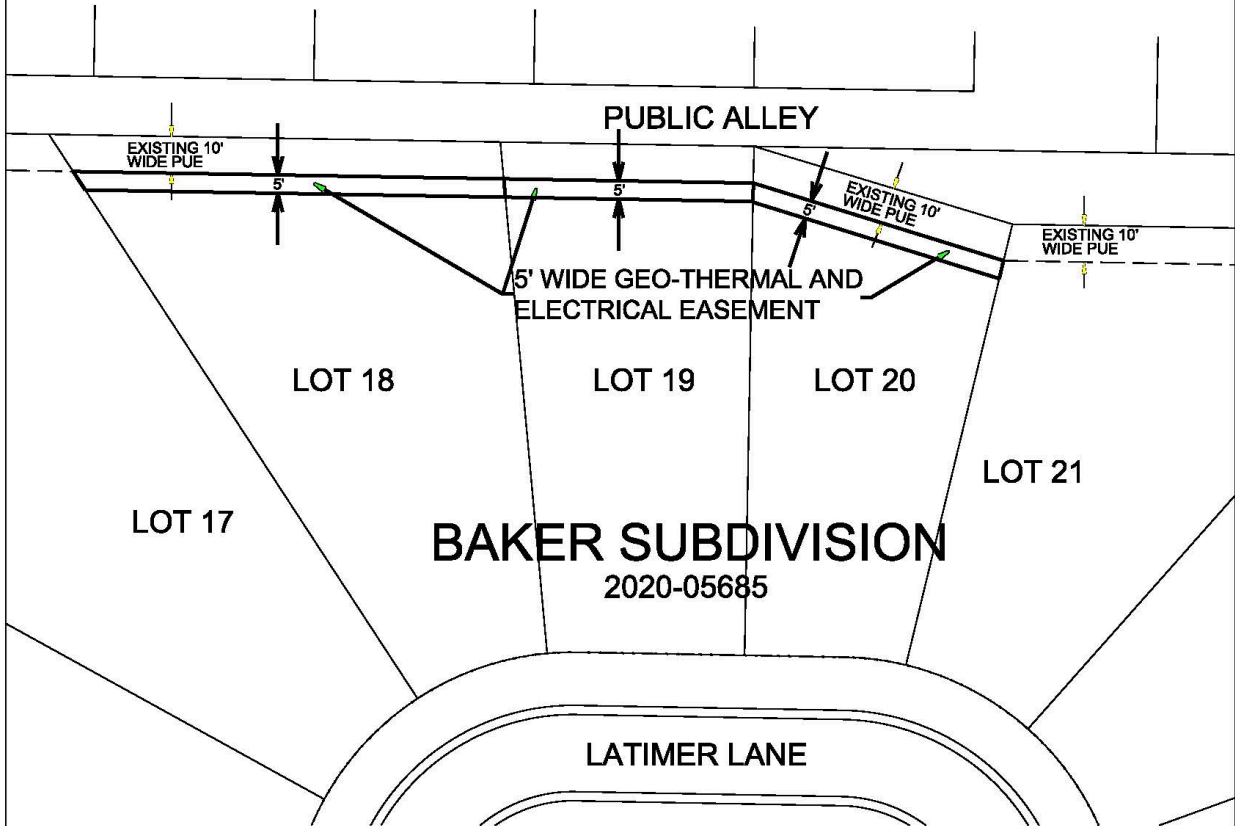 PUBLIC ALLEY
EXISTING 10'
WIDE PUE
5'
5'
5'
EXISTING 10'
WIDE PUE
EXISTING 10'
WIDE PUE
5' WIDE GEO-THERMAL AND
ELECTRICAL EASEMENT
LOT 18
LOT 19
LOT 20
LOT 21
LOT 17
BAKER SUBDIVISION
2020-05685
LATIMER LANE